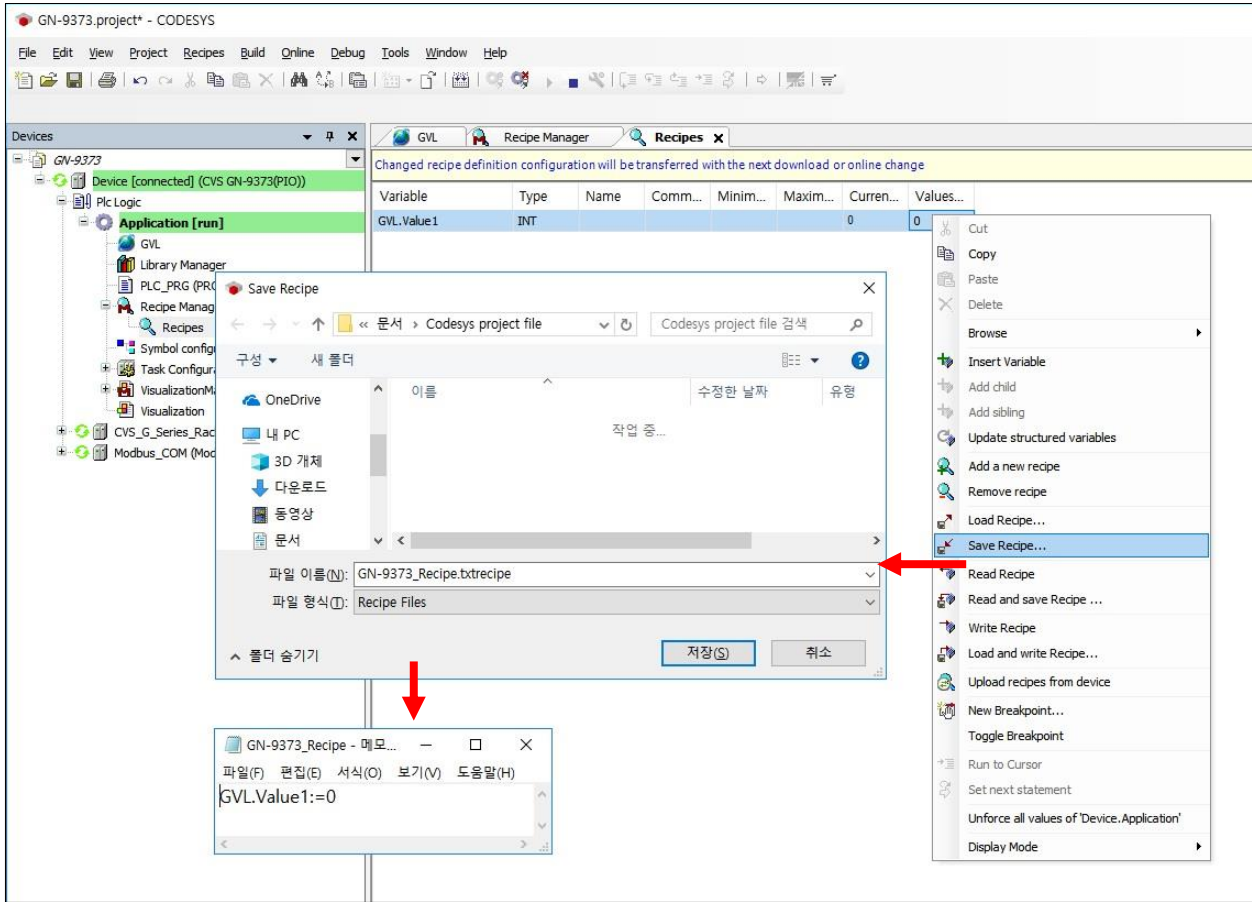 GN-9373.project* - CODESYS
File Edit View Project Recipes Build Online Debug Tools Window Help
Devices
GN-9373
Device [connected] (CVS GN-9373(PIO))
Plc Logic
Application [run]
GVL
Library Manager
PLC_PRG (PRG
Recipe Manag
Recipes
Symbol config
Task Configura
VisualizationMa
Visualization
CVS_G_Series_Rac
Modbus_COM (Mod
GVL Recipe Manager Recipes
Changed recipe definition configuration will be transferred with the next download or online change
Variable Type Name Comm... Minim... Maxim... Curren... Values...
GVL.Value1 INT 0 0
Save Recipe
« 문서 › Codesys project file
Codesys project file 검색
구성 새 폴더
이름 수정한 날짜 유형
작업 중...
OneDrive
내 PC
3D 개체
다운로드
동영상
문서
파일 이름(N): GN-9373_Recipe.txtrecipe
파일 형식(T): Recipe Files
폴더 숨기기 저장(S) 취소
GN-9373_Recipe - 메모...
파일(F) 편집(E) 서식(O) 보기(V) 도움말(H)
GVL.Value1:=0
Cut
Copy
Paste
Delete
Browse
Insert Variable
Add child
Add sibling
Update structured variables
Add a new recipe
Remove recipe
Load Recipe...
Save Recipe...
Read Recipe
Read and save Recipe ...
Write Recipe
Load and write Recipe...
Upload recipes from device
New Breakpoint...
Toggle Breakpoint
Run to Cursor
Set next statement
Unforce all values of 'Device.Application'
Display Mode